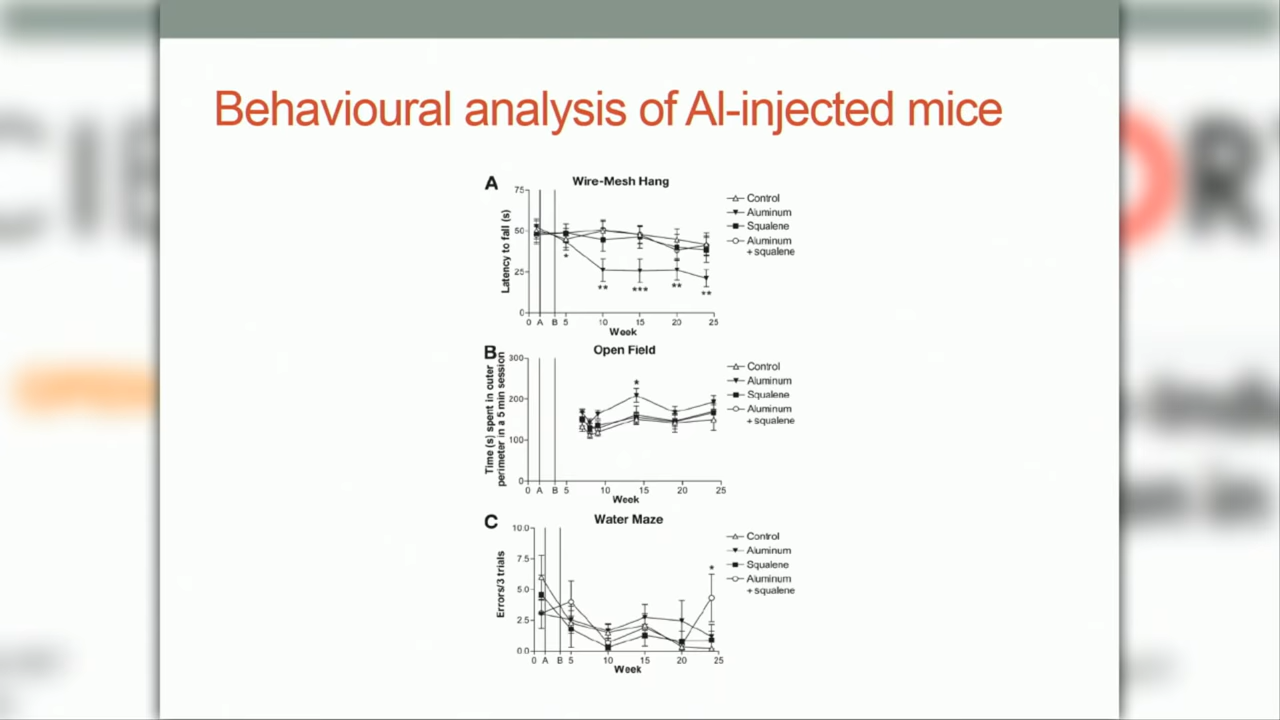 Behavioural analysis of Al-injected mice
A
Wire-Mesh Hang
Latency to fall (s)
75
50
25
0
* ** *** ** **
0 A B 5 10 15 20 25
Week
Control
Aluminum
Squalene
Aluminum
+ squalene
B
Open Field
Time (s) spent in outer
perimeter in a 5 min session
300
200
100
0
*
0 A B 5 10 15 20 25
Week
Control
Aluminum
Squalene
Aluminum
+ squalene
C
Water Maze
Errors/3 trials
10.0
7.5
5.0
2.5
0.0
*
0 A B 5 10 15 20 25
Week
Control
Aluminum
Squalene
Aluminum
+ squalene